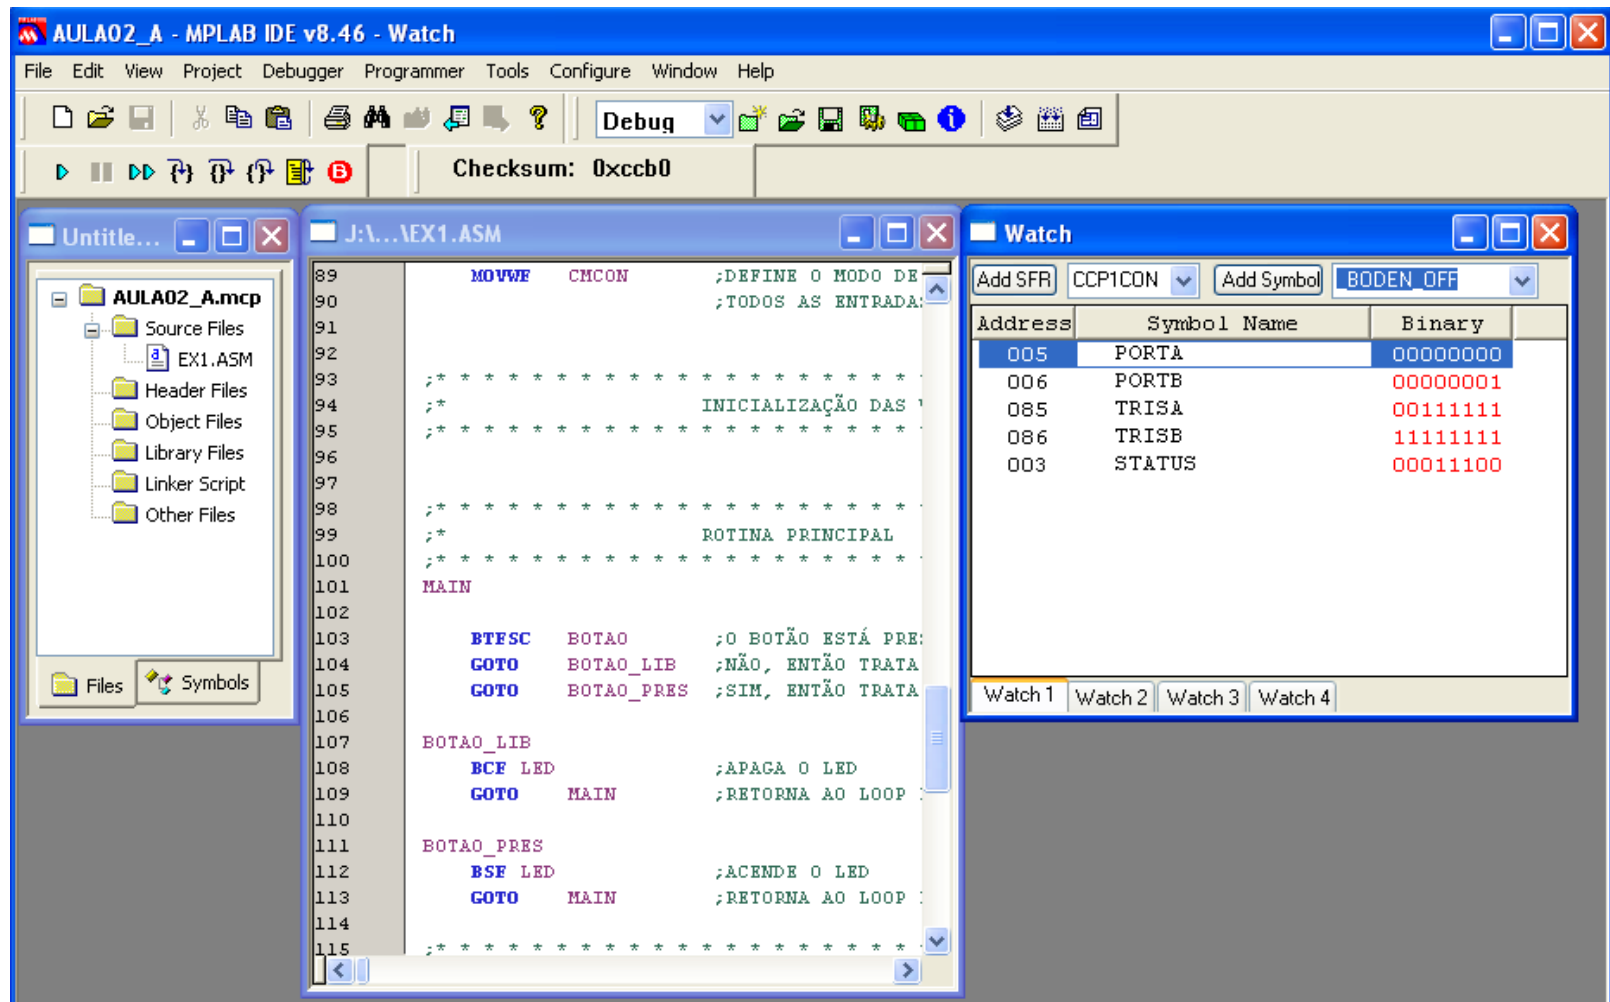 AULA02_A - MPLAB IDE v8.46 - Watch
File Edit View Project Debugger Programmer Tools Configure Window Help
Debug
Checksum: 0xccb0
Untitle...
AULA02_A.mcp
Source Files
EX1.ASM
Header Files
Object Files
Library Files
Linker Script
Other Files
Files Symbols
J:\...\EX1.ASM
89 MOVWF CMCON ;DEFINE O MODO DE
90 ;TODOS AS ENTRADAS
91
92
93 ;* * * * * * * * * * * * * * * * * * * * *
94 ;* INICIALIZAÇÃO DAS
95 ;* * * * * * * * * * * * * * * * * * * * *
96
97
98 ;* * * * * * * * * * * * * * * * * * * * *
99 ;* ROTINA PRINCIPAL
100 ;* * * * * * * * * * * * * * * * * * * * *
101 MAIN
102
103 BTFSC BOTAO ;O BOTÃO ESTÁ PRE
104 GOTO BOTAO_LIB ;NÃO, ENTÃO TRATA
105 GOTO BOTAO_PRES ;SIM, ENTÃO TRATA
106
107 BOTAO_LIB
108 BCF LED ;APAGA O LED
109 GOTO MAIN ;RETORNA AO LOOP
110
111 BOTAO_PRES
112 BSF LED ;ACENDE O LED
113 GOTO MAIN ;RETORNA AO LOOP
114
115 ;* * * * * * * * * * * * * * * * * * * * *
Watch
Add SFR CCP1CON Add Symbol _BODEN_OFF
Address Symbol Name Binary
005 PORTA 00000000
006 PORTB 00000001
085 TRISA 00111111
086 TRISB 11111111
003 STATUS 00011100
Watch 1 Watch 2 Watch 3 Watch 4